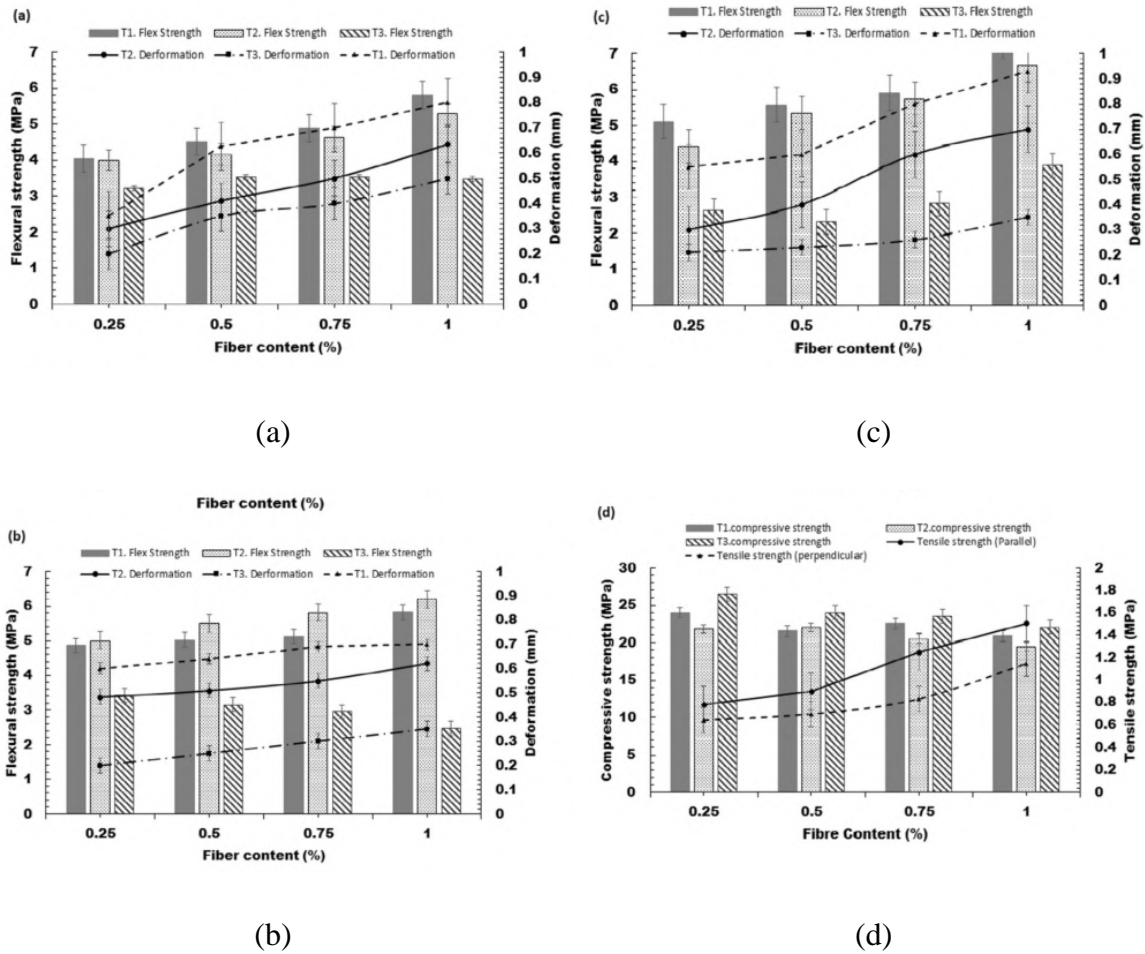 (a)
T1. Flex Strength T2. Flex Strength T3. Flex Strength
T2. Deformation T3. Deformation T1. Deformation
Flexural strength (MPa)
7
6
5
4
3
2
1
0
Deformation (mm)
1
0.9
0.8
0.7
0.6
0.5
0.4
0.3
0.2
0.1
0
0.25 0.5 0.75 1
Fiber content (%)
(a)
(c)
T1. Flex Strength T2. Flex Strength T3. Flex Strength
T2. Deformation T3. Deformation T1. Deformation
Flexural strength (MPa)
7
6
5
4
3
2
1
0
Deformation (mm)
1
0.9
0.8
0.7
0.6
0.5
0.4
0.3
0.2
0.1
0
0.25 0.5 0.75 1
Fiber content (%)
(c)
Fiber content (%)
(b)
T1. Flex Strength T2. Flex Strength T3. Flex Strength
T2. Deformation T3. Deformation T1. Deformation
Flexural strength (MPa)
7
6
5
4
3
2
1
0
Deformation (mm)
1
0.9
0.8
0.7
0.6
0.5
0.4
0.3
0.2
0.1
0
0.25 0.5 0.75 1
Fiber content (%)
(b)
(d)
T1.compressive strength T2.compressive strength
T3.compressive strength Tensile strength (Parallel)
Tensile strength (perpendicular)
Compressive strength (MPa)
30
25
20
15
10
5
0
Tensile strength (MPa)
2
1.8
1.6
1.4
1.2
1
0.8
0.6
0.4
0.2
0
0.25 0.5 0.75 1
Fibre Content (%)
(d)